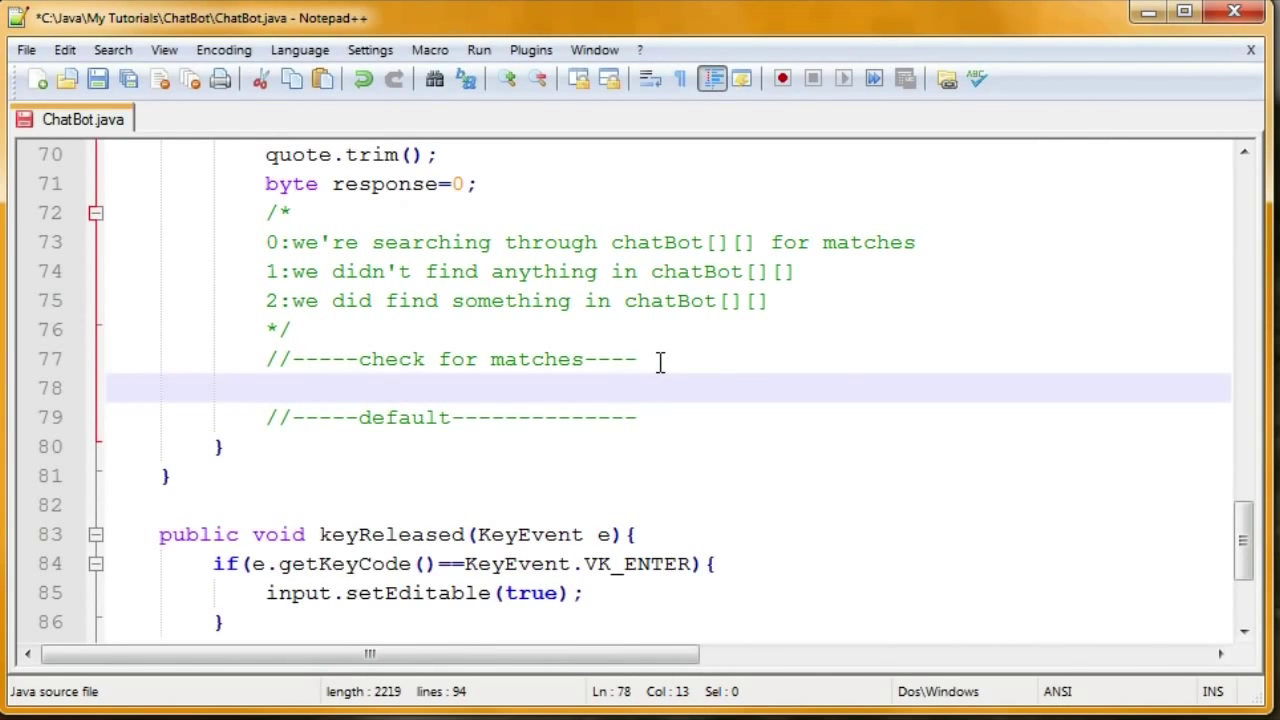 *C:\Java\My Tutorials\ChatBot\ChatBot.java - Notepad++
File Edit Search View Encoding Language Settings Macro Run Plugins Window ? X
ABC
ChatBot.java
70 quote.trim();
71 byte response=0;
72 /*
73 0:we're searching through chatBot[][] for matches
74 1:we didn't find anything in chatBot[][]
75 2:we did find something in chatBot[][]
76 */
77 //-----check for matches----
78
79 //-----default--------------
80 }
81 }
82
83 public void keyReleased(KeyEvent e){
84 if(e.getKeyCode()==KeyEvent.VK_ENTER){
85 input.setEditable(true);
86 }
Java source file length : 2219 lines : 94 Ln : 78 Col : 13 Sel : 0 Dos\Windows ANSI INS